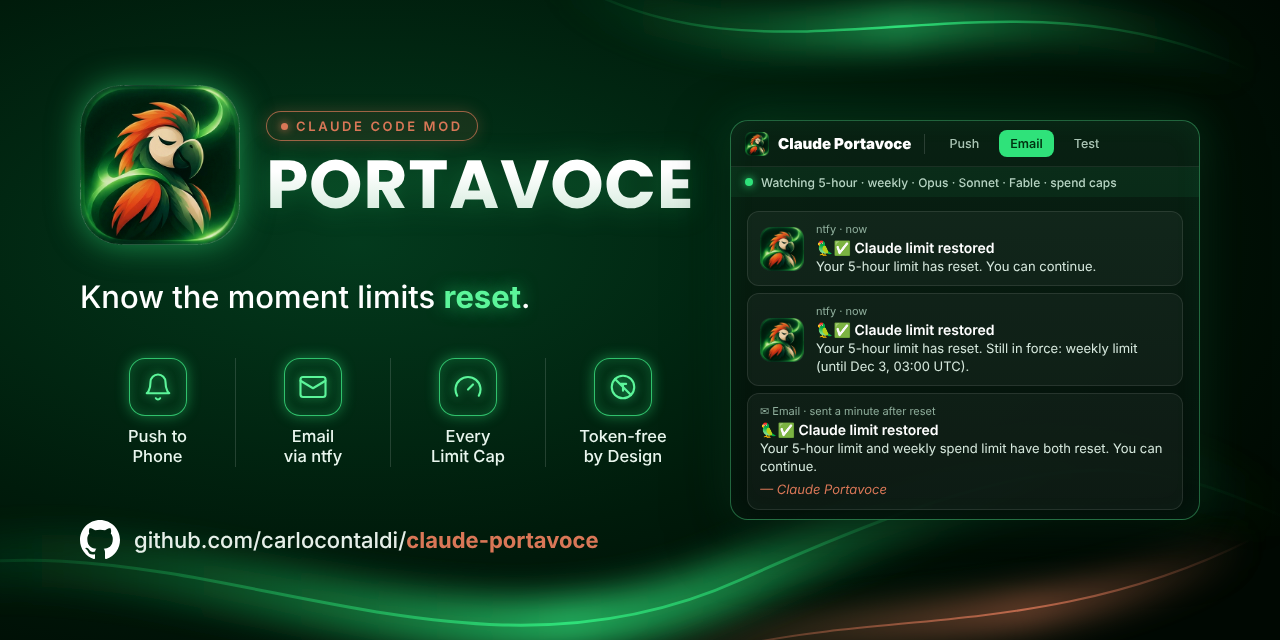 CLAUDE CODE MOD
PORTAVOCE
Know the moment limits reset.
Push to
Phone
Email
via ntfy
Every
Limit Cap
Token-free
by Design
github.com/carlocontaldi/claude-portavoce
Claude Portavoce
Push
Email
Test
Watching 5-hour · weekly · Opus · Sonnet · Fable · spend caps
ntfy · now
🦜✅ Claude limit restored
Your 5-hour limit has reset. You can continue.
ntfy · now
🦜✅ Claude limit restored
Your 5-hour limit has reset. Still in force: weekly limit
(until Dec 3, 03:00 UTC).
✉ Email · sent a minute after reset
🦜✅ Claude limit restored
Your 5-hour limit and weekly spend limit have both reset. You can
continue.
— Claude Portavoce